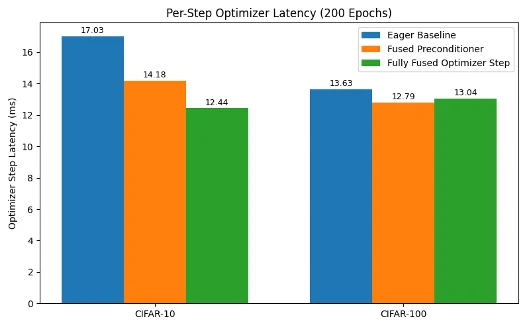 Per-Step Optimizer Latency (200 Epochs)
Eager Baseline
Fused Preconditioner
Fully Fused Optimizer Step
17.03
14.18
12.44
13.63
12.79
13.04
Optimizer Step Latency (ms)
16
14
12
10
8
6
4
2
0
CIFAR-10
CIFAR-100